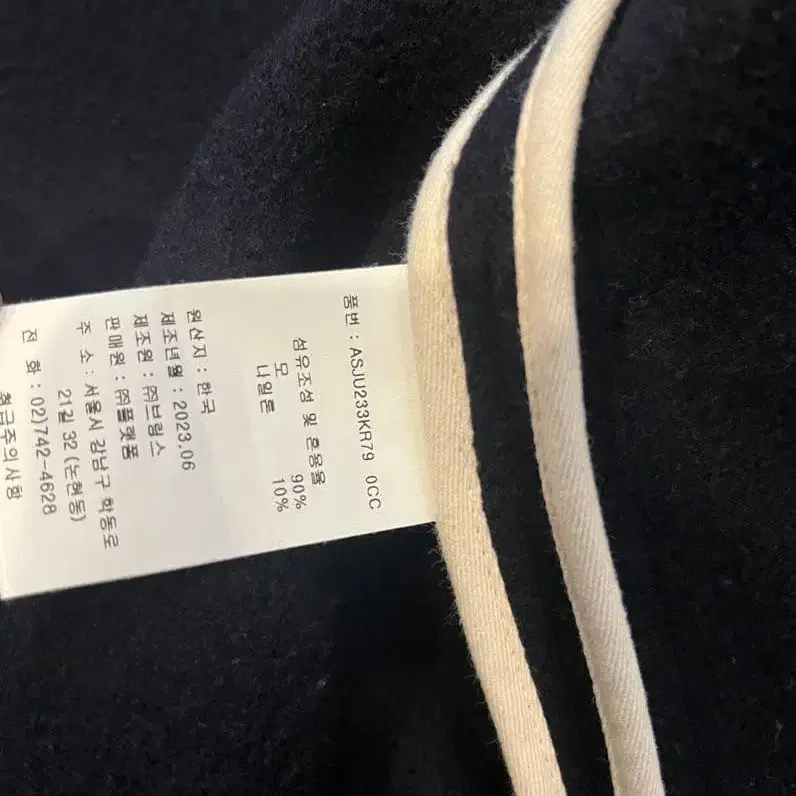 품번 : ASJU233KR79 0CC
섬유조성 및 혼용율
모 90%
나일론 10%
원산지 : 한국
제조년월 : 2023.06
제조원 : ㈜브링스
판매원 : ㈜플랫폼
주 소 : 서울시 강남구 학동로
21길 32 (논현동)
전 화 : 02)742-4628
취급주의사항